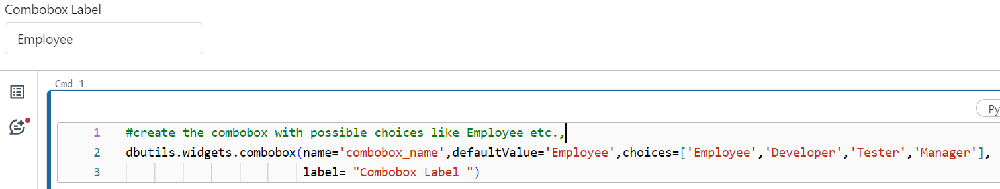 Combobox Label
Employee
Cmd 1
Py
1 #create the combobox with possible choices like Employee etc.,
2 dbutils.widgets.combobox(name='combobox_name',defaultValue='Employee',choices=['Employee','Developer','Tester','Manager'],
3 label= "Combobox Label ")